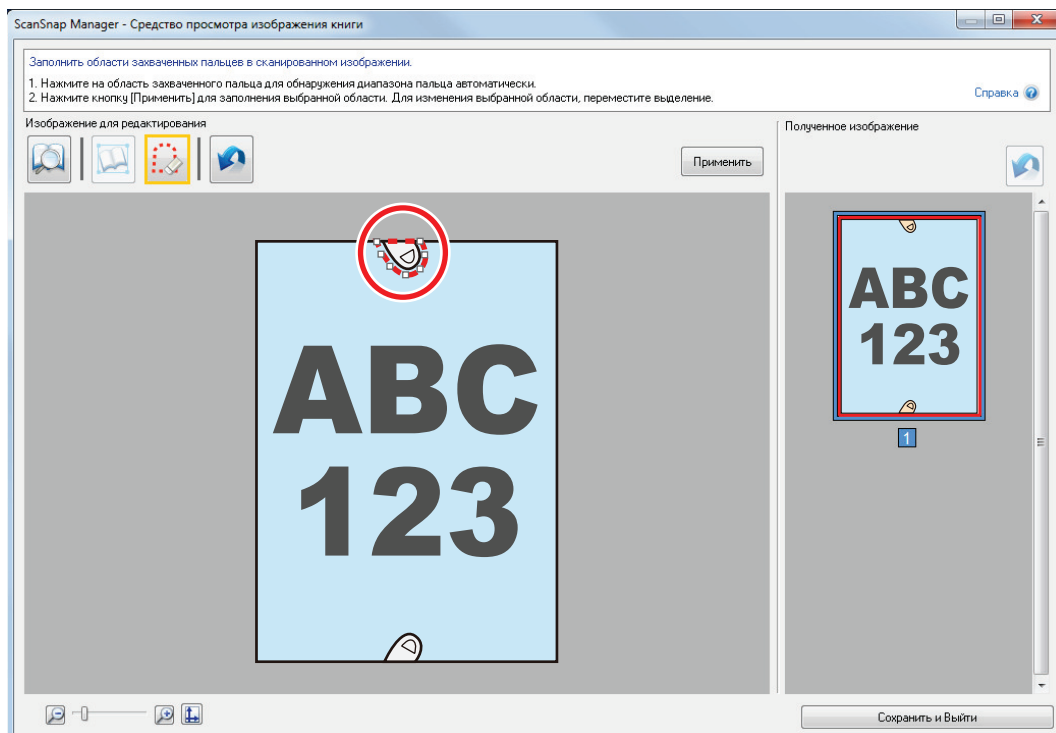 ScanSnap Manager - Средство просмотра изображения книги
Заполнить области захваченных пальцев в сканированном изображении.
1. Нажмите на область захваченного пальца для обнаружения диапазона пальца автоматически.
2. Нажмите кнопку [Применить] для заполнения выбранной области. Для изменения выбранной области, переместите выделение.
Справка
Изображение для редактирования
Полученное изображение
Применить
ABC
123
ABC
123
1
Сохранить и Выйти